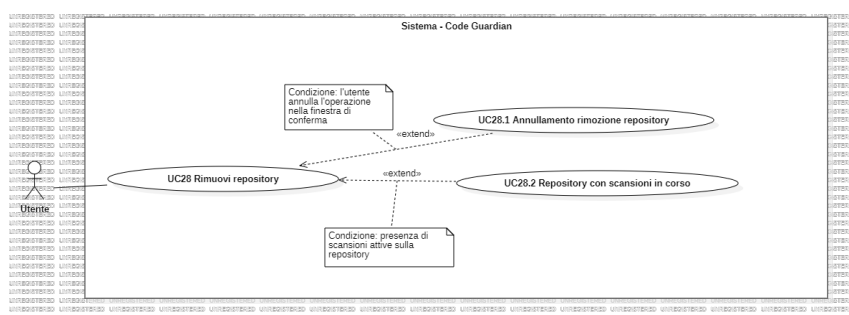 Sistema - Code Guardian
Condizione: l'utente
annulla l'operazione
nella finestra di
conferma
UC28.1 Annullamento rimozione repository
«extend»
«extend»
UC28 Rimuovi repository
UC28.2 Repository con scansioni in corso
Utente
Condizione: presenza di
scansioni attive sulla
repository